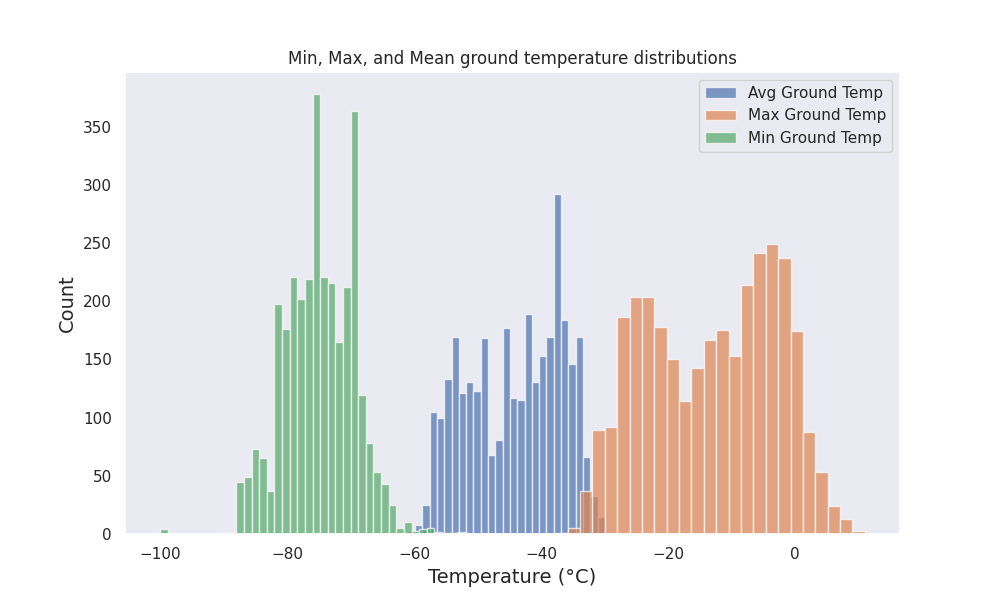 Min, Max, and Mean ground temperature distributions
Avg Ground Temp
Max Ground Temp
Min Ground Temp
350
300
250
200
150
100
50
0
Count
−100 −80 −60 −40 −20 0
Temperature (°C)